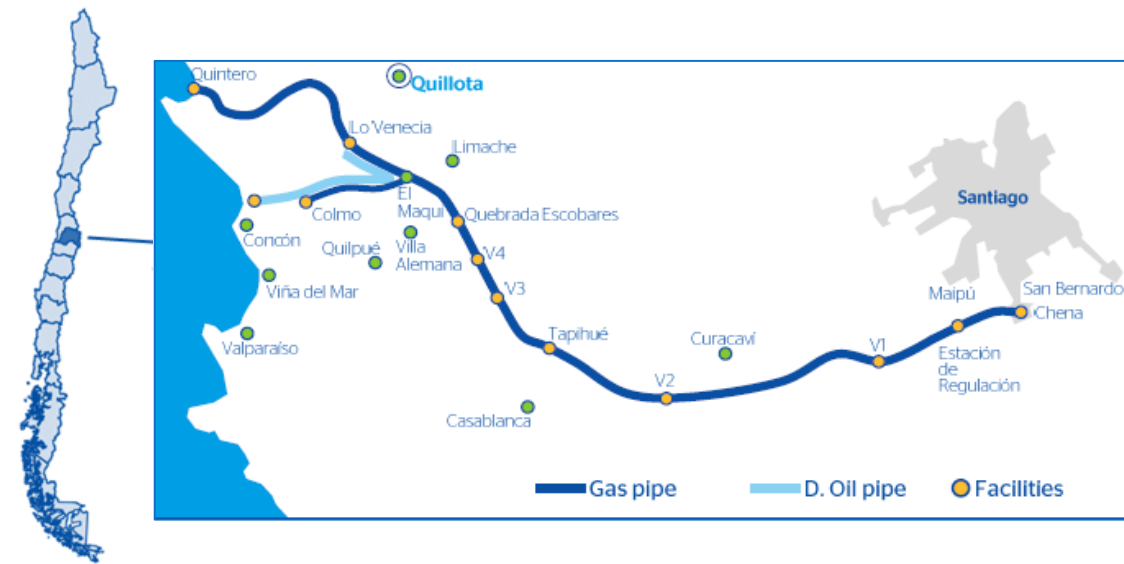 Quintero
Quillota
Lo Venecia
Limache
El
Maqui
Colmo
Quebrada Escobares
Concón
Quilpué
Villa
Alemana
V4
Viña del Mar
V3
Valparaíso
Tapihué
Casablanca
V2
Curacaví
V1
Santiago
Maipú
Estación
de
Regulación
San Bernardo
Chena
Gas pipe
D. Oil pipe
Facilities